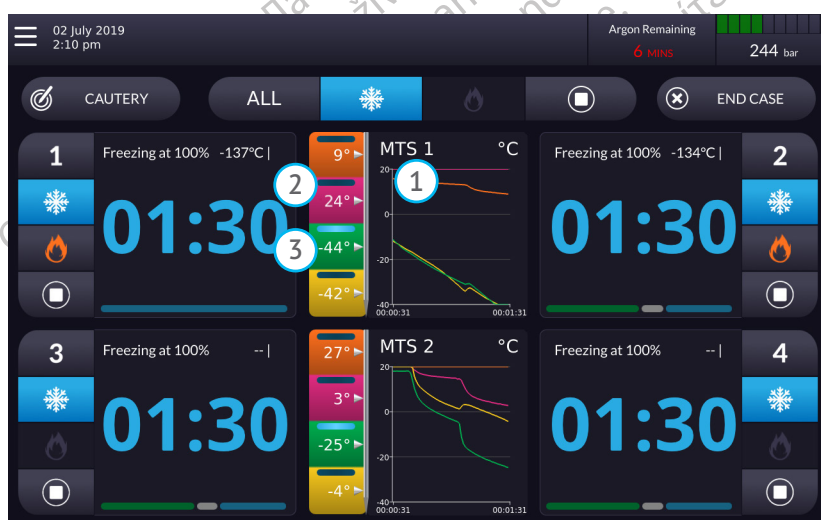 02 July 2019
2:10 pm
Argon Remaining
6 MINS
244 bar
CAUTERY
ALL
END CASE
1
Freezing at 100% -137°C |
01:30
9°
24°
-44°
-42°
2
3
MTS 1 °C
1
20
0
-20
-40
00:00:31 00:01:31
Freezing at 100% -134°C |
2
01:30
3
Freezing at 100% -- |
01:30
27°
3°
-25°
-4°
MTS 2 °C
20
0
-20
-40
00:00:31 00:01:31
Freezing at 100% -- |
4
01:30